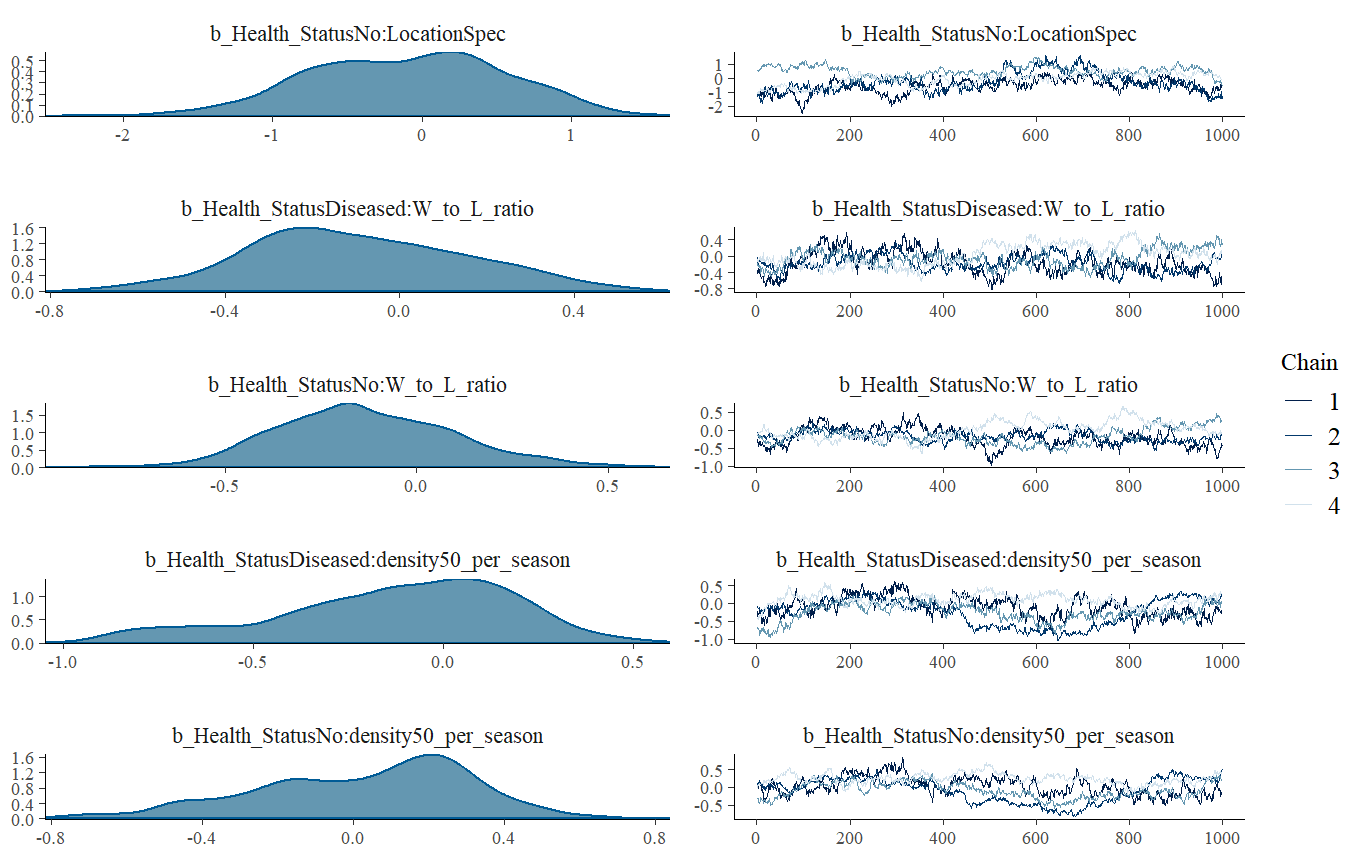 b_Health_StatusNo:LocationSpec
0.5
0.4
0.3
0.2
0.1
0.0
-2 -1 0 1
b_Health_StatusNo:LocationSpec
1
0
-1
-2
0 200 400 600 800 1000
b_Health_StatusDiseased:W_to_L_ratio
1.6
1.2
0.8
0.4
0.0
-0.8 -0.4 0.0 0.4
b_Health_StatusDiseased:W_to_L_ratio
0.4
0.0
-0.4
-0.8
0 200 400 600 800 1000
b_Health_StatusNo:W_to_L_ratio
1.5
1.0
0.5
0.0
-0.5 0.0 0.5
b_Health_StatusNo:W_to_L_ratio
0.5
0.0
-0.5
-1.0
0 200 400 600 800 1000
b_Health_StatusDiseased:density50_per_season
1.0
0.5
0.0
-1.0 -0.5 0.0 0.5
b_Health_StatusDiseased:density50_per_season
0.5
0.0
-0.5
-1.0
0 200 400 600 800 1000
b_Health_StatusNo:density50_per_season
1.6
1.2
0.8
0.4
0.0
-0.8 -0.4 0.0 0.4 0.8
b_Health_StatusNo:density50_per_season
0.5
0.0
-0.5
0 200 400 600 800 1000
Chain
1
2
3
4